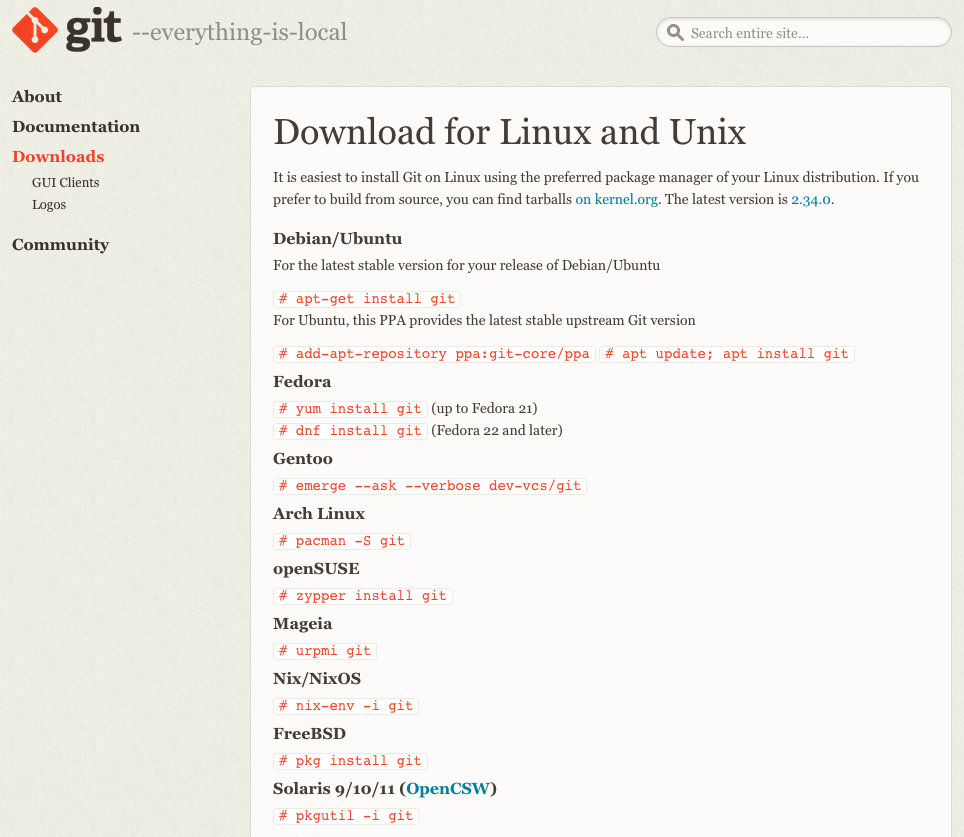 git --everything-is-local
Search entire site...
About
Documentation
Downloads
GUI Clients
Logos
Community
Download for Linux and Unix
It is easiest to install Git on Linux using the preferred package manager of your Linux distribution. If you
prefer to build from source, you can find tarballs on kernel.org. The latest version is 2.34.0.
Debian/Ubuntu
For the latest stable version for your release of Debian/Ubuntu
# apt-get install git
For Ubuntu, this PPA provides the latest stable upstream Git version
# add-apt-repository ppa:git-core/ppa # apt update; apt install git
Fedora
# yum install git (up to Fedora 21)
# dnf install git (Fedora 22 and later)
Gentoo
# emerge --ask --verbose dev-vcs/git
Arch Linux
# pacman -S git
openSUSE
# zypper install git
Mageia
# urpmi git
Nix/NixOS
# nix-env -i git
FreeBSD
# pkg install git
Solaris 9/10/11 (OpenCSW)
# pkgutil -i git